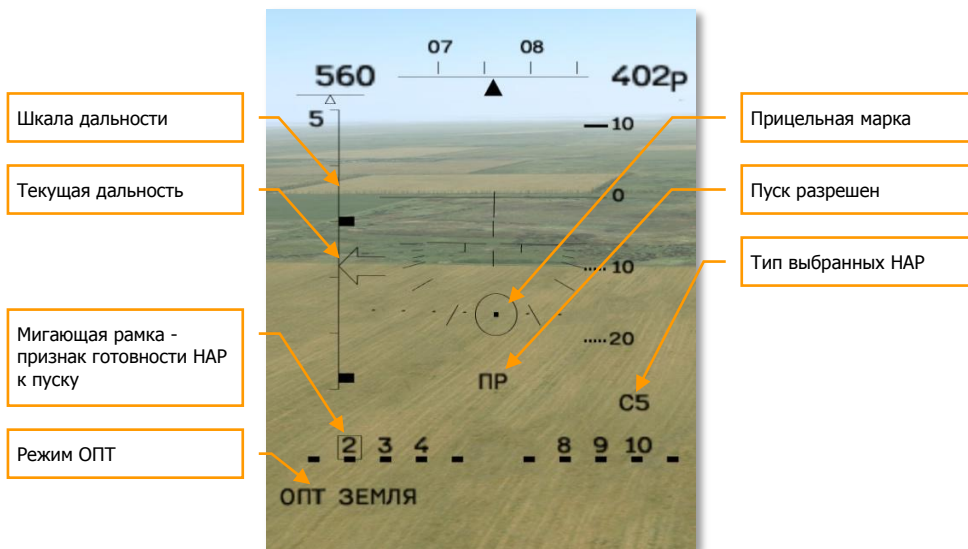 07 08
560
402р
5
10
0
10
20
ПР
С5
2 3 4 8 9 10
ОПТ ЗЕМЛЯ
Шкала дальности
Текущая дальность
Мигающая рамка -
признак готовности НАР
к пуску
Режим ОПТ
Прицельная марка
Пуск разрешен
Тип выбранных НАР